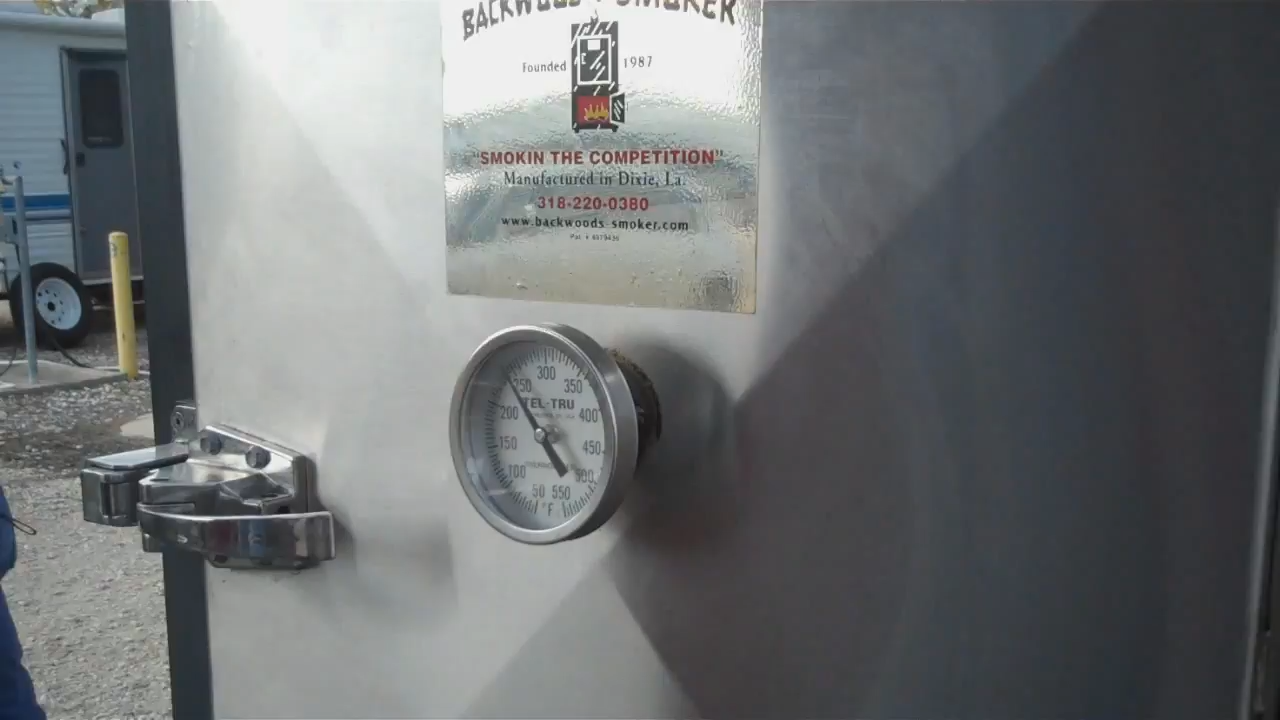 BACKWOODS SMOKER
Founded 1987
"SMOKIN THE COMPETITION"
Manufactured in Dixie, La.
318-220-0380
www.backwoods-smoker.com
300
250 350
TEL-TRU
200 400
150 450
100 500
50 550
°F